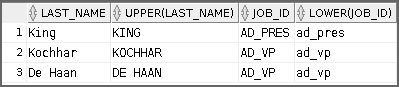 LAST_NAME UPPER(LAST_NAME) JOB_ID LOWER(JOB_ID)
1 King KING AD_PRES ad_pres
2 Kochhar KOCHHAR AD_VP ad_vp
3 De Haan DE HAAN AD_VP ad_vp